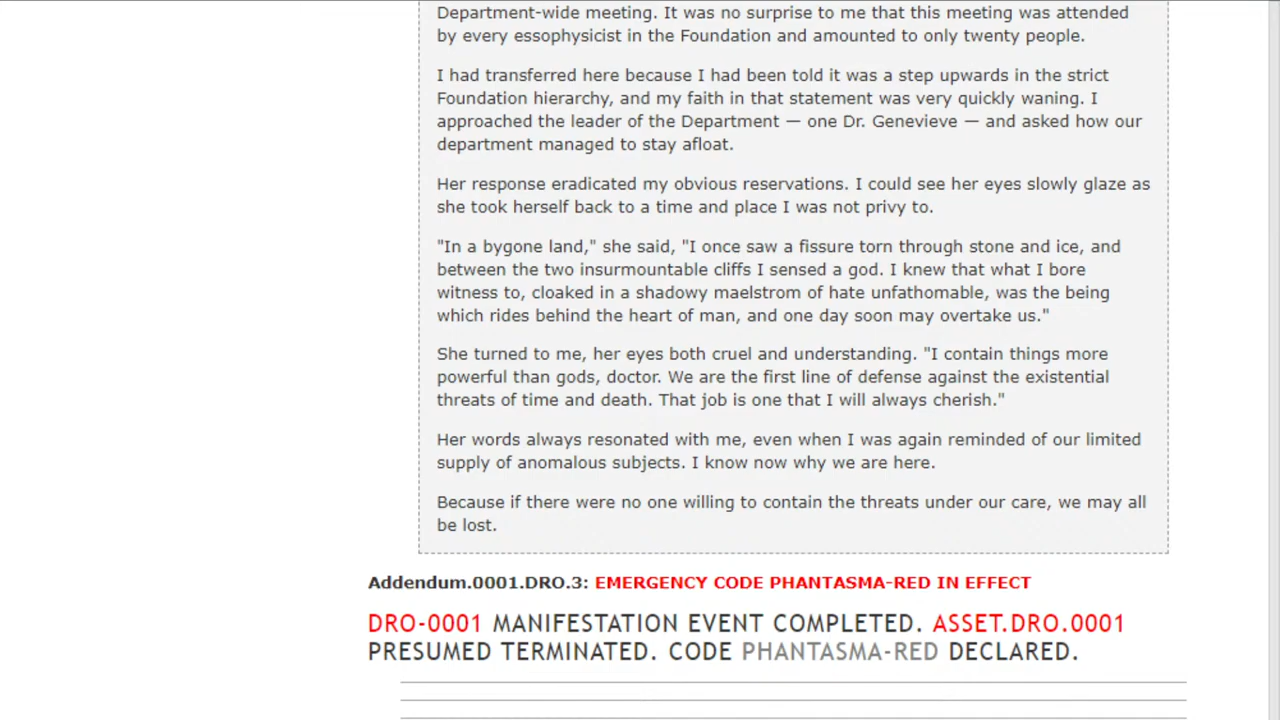 Department-wide meeting. It was no surprise to me that this meeting was attended
by every essophysicist in the Foundation and amounted to only twenty people.
I had transferred here because I had been told it was a step upwards in the strict
Foundation hierarchy, and my faith in that statement was very quickly waning. I
approached the leader of the Department — one Dr. Genevieve — and asked how our
department managed to stay afloat.
Her response eradicated my obvious reservations. I could see her eyes slowly glaze as
she took herself back to a time and place I was not privy to.
"In a bygone land," she said, "I once saw a fissure torn through stone and ice, and
between the two insurmountable cliffs I sensed a god. I knew that what I bore
witness to, cloaked in a shadowy maelstrom of hate unfathomable, was the being
which rides behind the heart of man, and one day soon may overtake us."
She turned to me, her eyes both cruel and understanding. "I contain things more
powerful than gods, doctor. We are the first line of defense against the existential
threats of time and death. That job is one that I will always cherish."
Her words always resonated with me, even when I was again reminded of our limited
supply of anomalous subjects. I know now why we are here.
Because if there were no one willing to contain the threats under our care, we may all
be lost.
Addendum.0001.DRO.3: EMERGENCY CODE PHANTASMA-RED IN EFFECT
DRO-0001 MANIFESTATION EVENT COMPLETED. ASSET.DRO.0001
PRESUMED TERMINATED. CODE PHANTASMA-RED DECLARED.